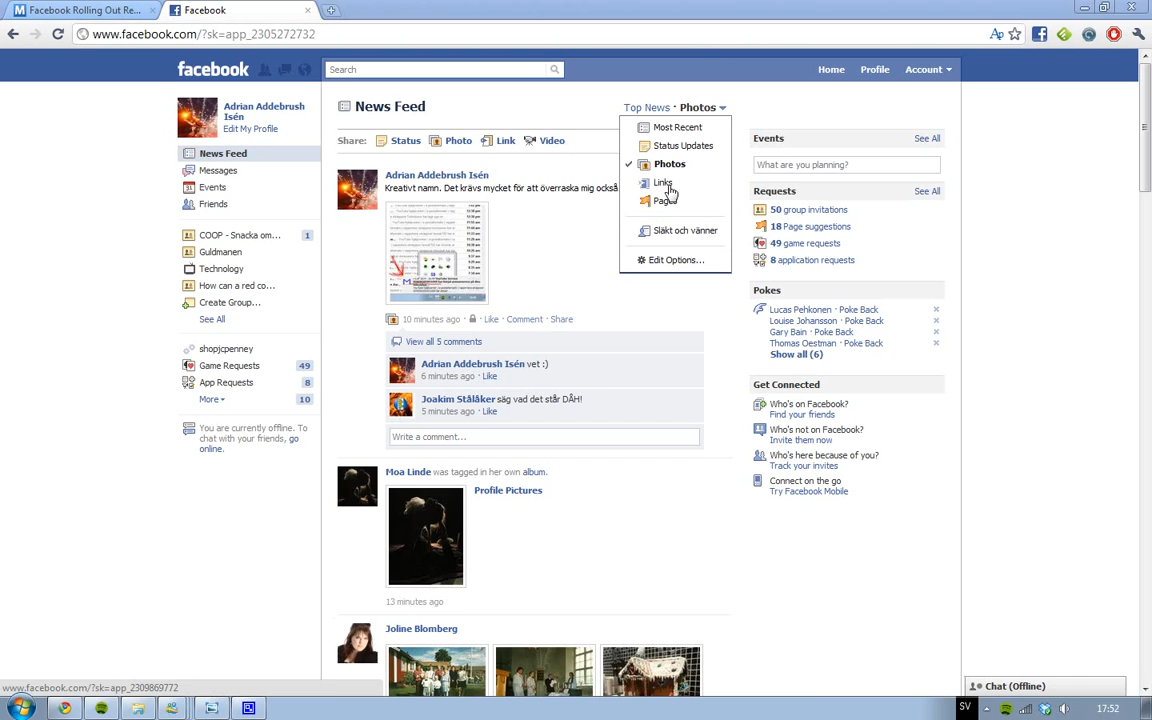 Facebook Rolling Out Re...
Facebook
www.facebook.com/?sk=app_2305272732
facebook
Search
Home
Profile
Account
Adrian Addebrush Isén
Edit My Profile
News Feed
Messages
Events
Friends
COOP - Snacka om...
1
Guldmanen
Technology
How can a red co...
Create Group...
See All
shopjcpenney
Game Requests
49
App Requests
8
More
10
You are currently offline. To
chat with your friends, go
online.
News Feed
Top News · Photos
Share:
Status
Photo
Link
Video
Most Recent
Status Updates
Photos
Links
Pages
Släkt och vänner
Edit Options...
Adrian Addebrush Isén
Kreativt namn. Det krävs mycket för att överraska mig också
10 minutes ago · Like · Comment · Share
View all 5 comments
Adrian Addebrush Isén vet :)
6 minutes ago · Like
Joakim Stålåker säg vad det står DÅH!
5 minutes ago · Like
Write a comment...
Moa Linde was tagged in her own album.
Profile Pictures
13 minutes ago
Joline Blomberg
Events
See All
What are you planning?
Requests
See All
50 group invitations
18 Page suggestions
49 game requests
8 application requests
Pokes
Lucas Pehkonen · Poke Back
Louise Johansson · Poke Back
Gary Bain · Poke Back
Thomas Oestman · Poke Back
Show all (6)
Get Connected
Who's on Facebook?
Find your friends
Who's not on Facebook?
Invite them now
Who's here because of you?
Track your invites
Connect on the go
Try Facebook Mobile
www.facebook.com/?sk=app_2309869772
Chat (Offline)
SV
17:52